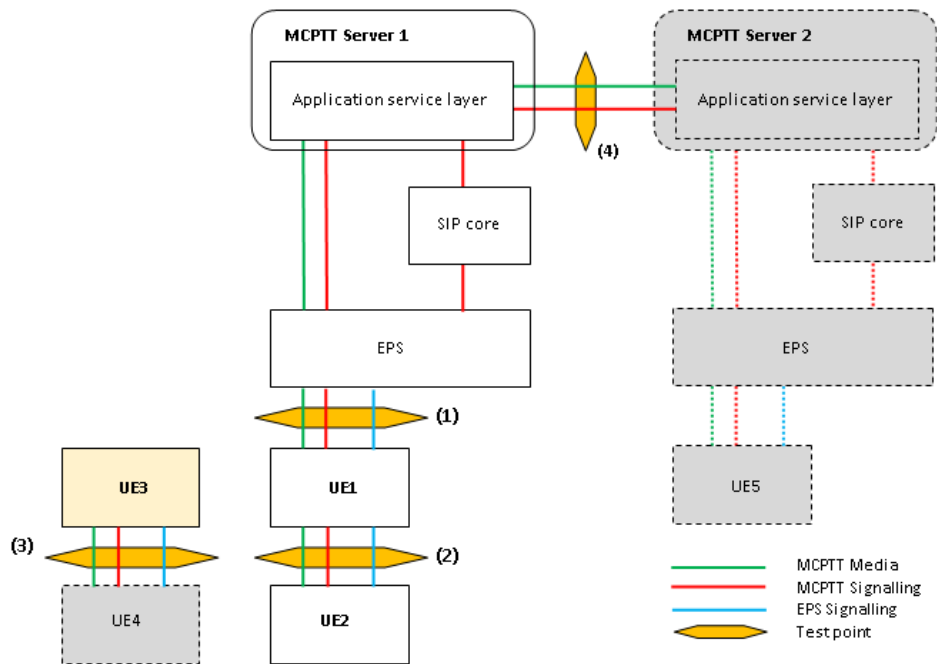 MCPTT Server 1
Application service layer
MCPTT Server 2
Application service layer
(4)
SIP core
SIP core
EPS
EPS
(1)
UE3
UE1
UE5
(3)
(2)
UE4
UE2
MCPTT Media
MCPTT Signalling
EPS Signalling
Test point